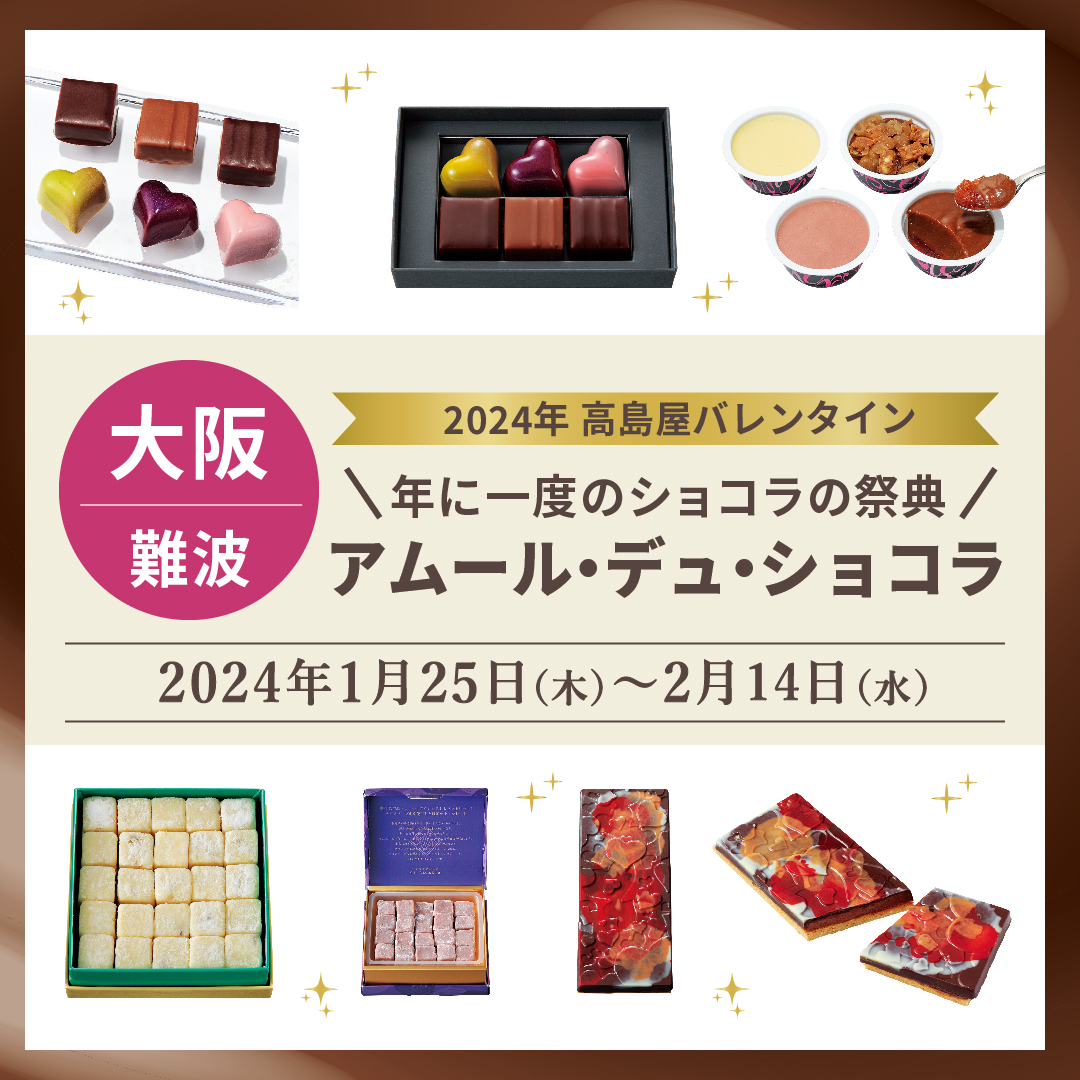 大阪
難波
2024年 高島屋バレンタイン
年に一度のショコラの祭典
アムール・デュ・ショコラ
2024年1月25日（木）〜2月14日（水）